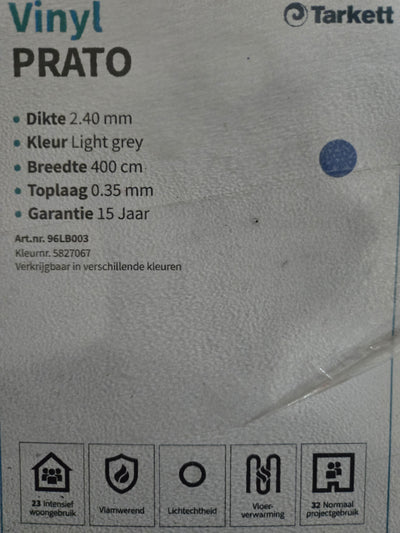 Vinyl
Tarkett
PRATO
• Dikte 2.40 mm
• Kleur Light grey
• Breedte 400 cm
• Toplaag 0.35 mm
• Garantie 15 Jaar
Art.nr. 96LB003
Kleurnr. 5827067
Verkrijgbaar in verschillende kleuren
23 Intensief
woongebruik
Vlamwerend
Lichtechtheid
Vloer-
verwarming
32 Normaal
projectgebruik